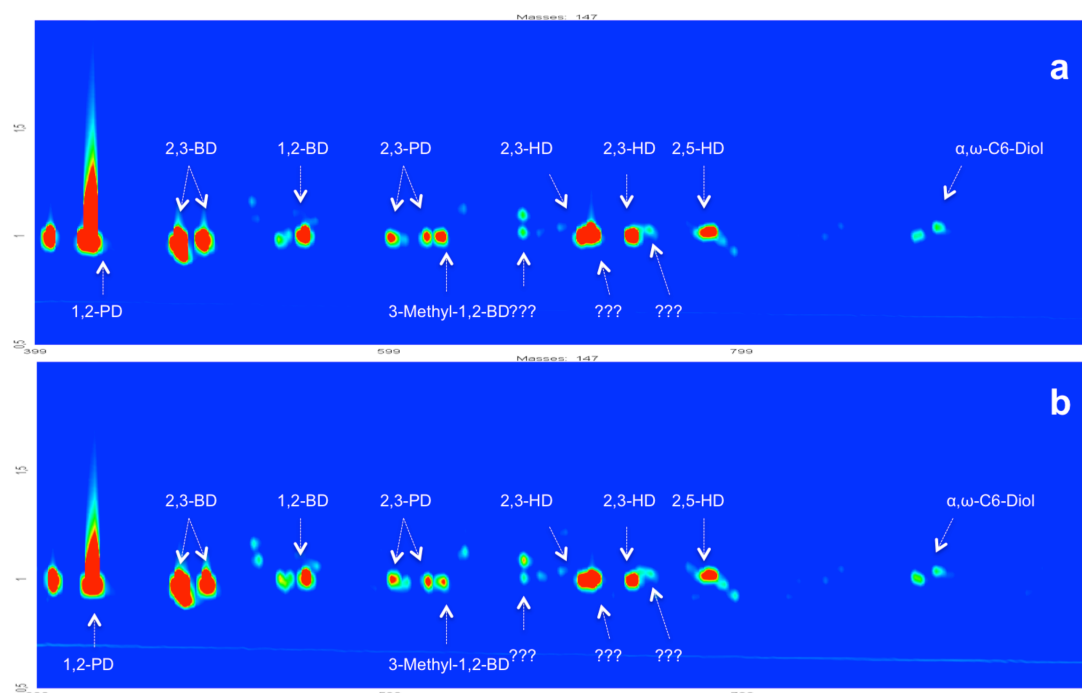 Masses: 147
a
1,5
2,3-BD 1,2-BD 2,3-PD 2,3-HD 2,3-HD 2,5-HD α,ω-C6-Diol
1
1,2-PD 3-Methyl-1,2-BD??? ??? ???
0,5
399 599 799
Masses: 147
b
1,5
2,3-BD 1,2-BD 2,3-PD 2,3-HD 2,3-HD 2,5-HD α,ω-C6-Diol
1
1,2-PD 3-Methyl-1,2-BD??? ??? ???
0,5